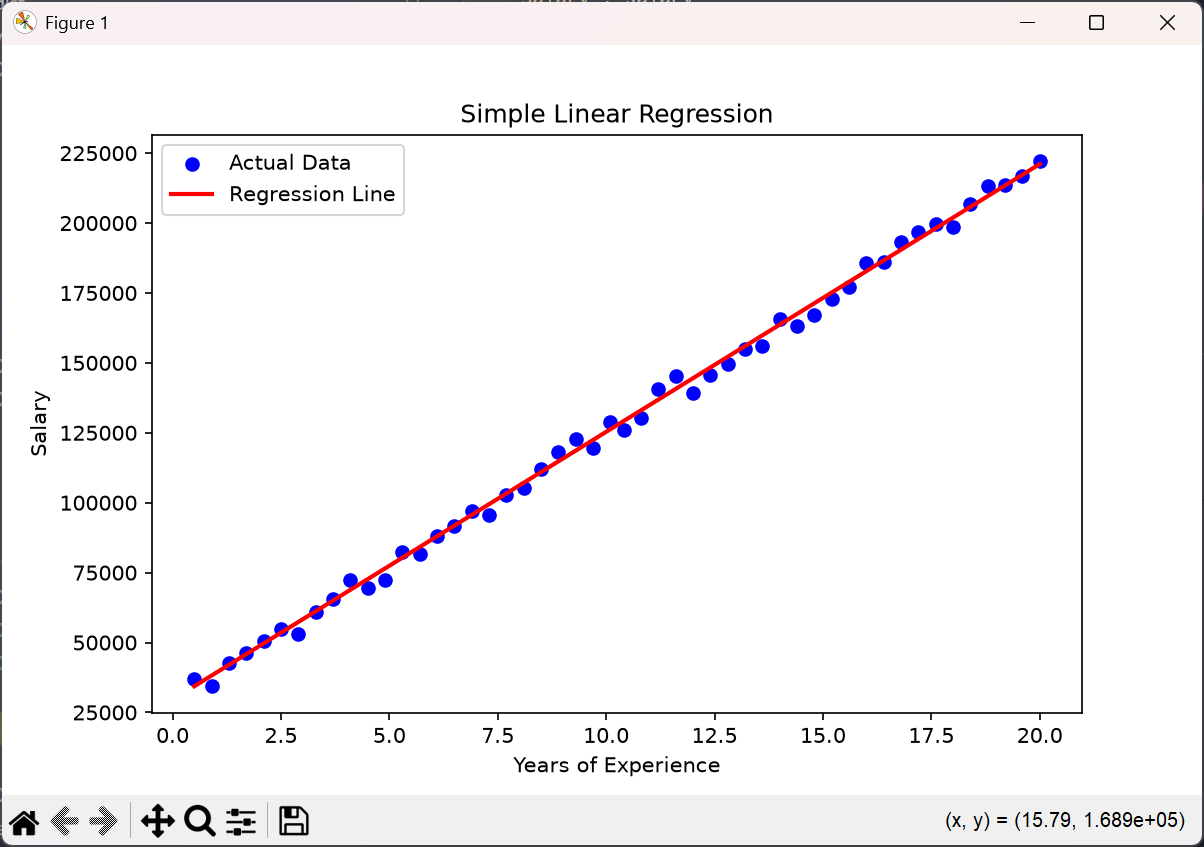 Figure 1
Simple Linear Regression
Actual Data
Regression Line
225000
200000
175000
150000
125000
100000
75000
50000
25000
Salary
0.0 2.5 5.0 7.5 10.0 12.5 15.0 17.5 20.0
Years of Experience
(x, y) = (15.79, 1.689e+05)